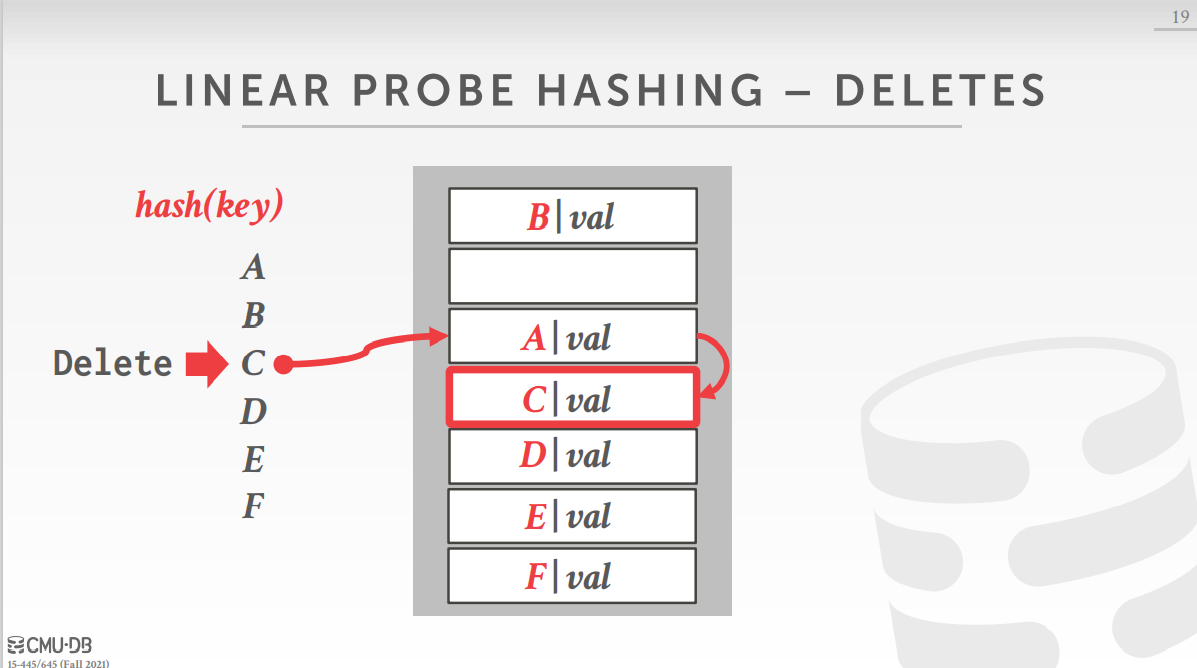 19
LINEAR PROBE HASHING – DELETES
hash(key)
A
B
Delete C
D
E
F
B|val
A|val
C|val
D|val
E|val
F|val
CMU·DB
15-445/645 (Fall 2021)